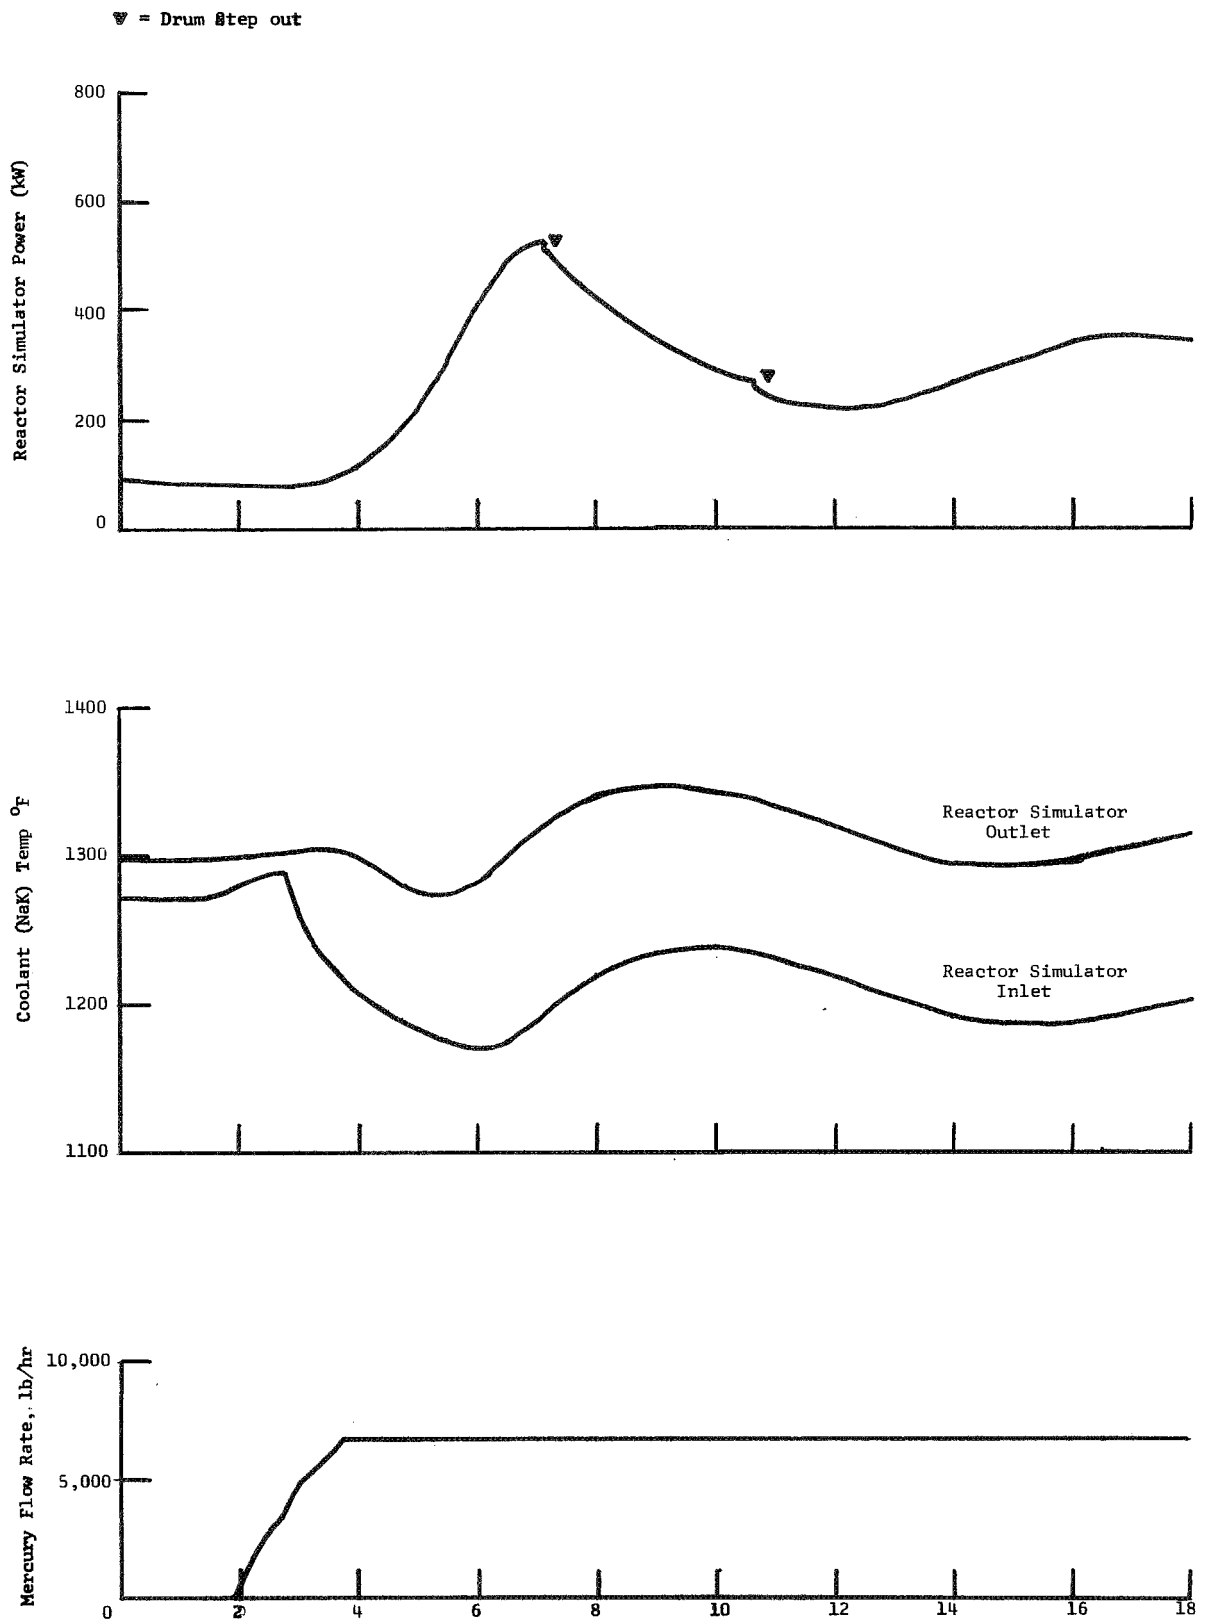 ▼ = Drum Step out
Reactor Simulator Power (kW)
800
600
400
200
0
Coolant (NaK) Temp °F
1400
1300
1200
1100
Reactor Simulator
Outlet
Reactor Simulator
Inlet
Mercury Flow Rate, lb/hr
10,000
5,000
0 2 4 6 8 10 12 14 16 18